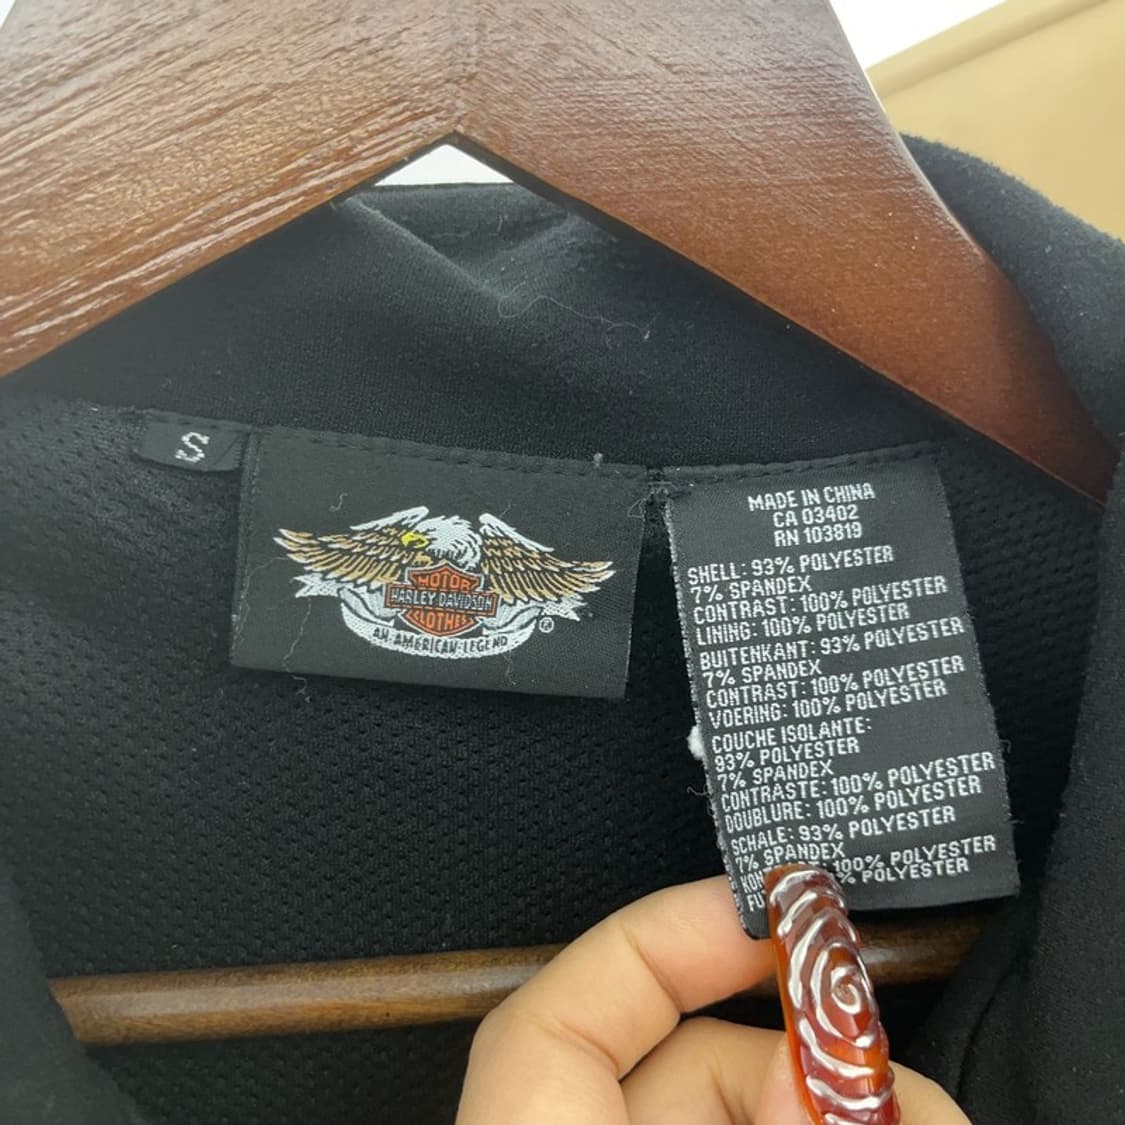 S
MOTOR
HARLEY-DAVIDSON
CLOTHES
AN AMERICAN LEGEND
®
MADE IN CHINA
CA 03402
RN 103819
SHELL: 93% POLYESTER
7% SPANDEX
CONTRAST: 100% POLYESTER
LINING: 100% POLYESTER
BUITENKANT: 93% POLYESTER
7% SPANDEX
CONTRAST: 100% POLYESTER
VOERING: 100% POLYESTER
COUCHE ISOLANTE:
93% POLYESTER
7% SPANDEX
CONTRASTE: 100% POLYESTER
DOUBLURE: 100% POLYESTER
SCHALE: 93% POLYESTER
7% SPANDEX
100% POLYESTER
% POLYESTER